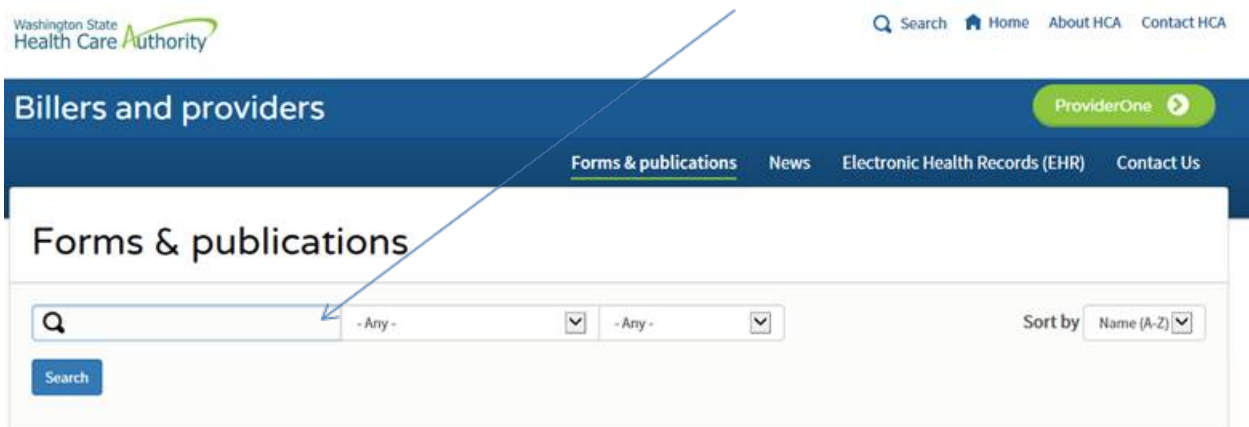 Washington State
Health Care Authority
Search Home About HCA Contact HCA
Billers and providers
ProviderOne
Forms & publications News Electronic Health Records (EHR) Contact Us
Forms & publications
- Any - - Any - Sort by Name (A-Z)
Search